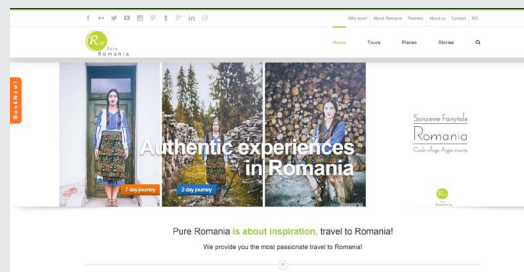 Why pure? About Romania Partners About us Contact RO
R
Pure
Romania
Home Tours Places Stories
BookNow!
Authentic experiences
in Romania
7 day journey
2 day journey
Sanziene Fairytale
Romania
Pure Romania is about inspiration, travel to Romania!
We provide you the most passionate travel to Romania!